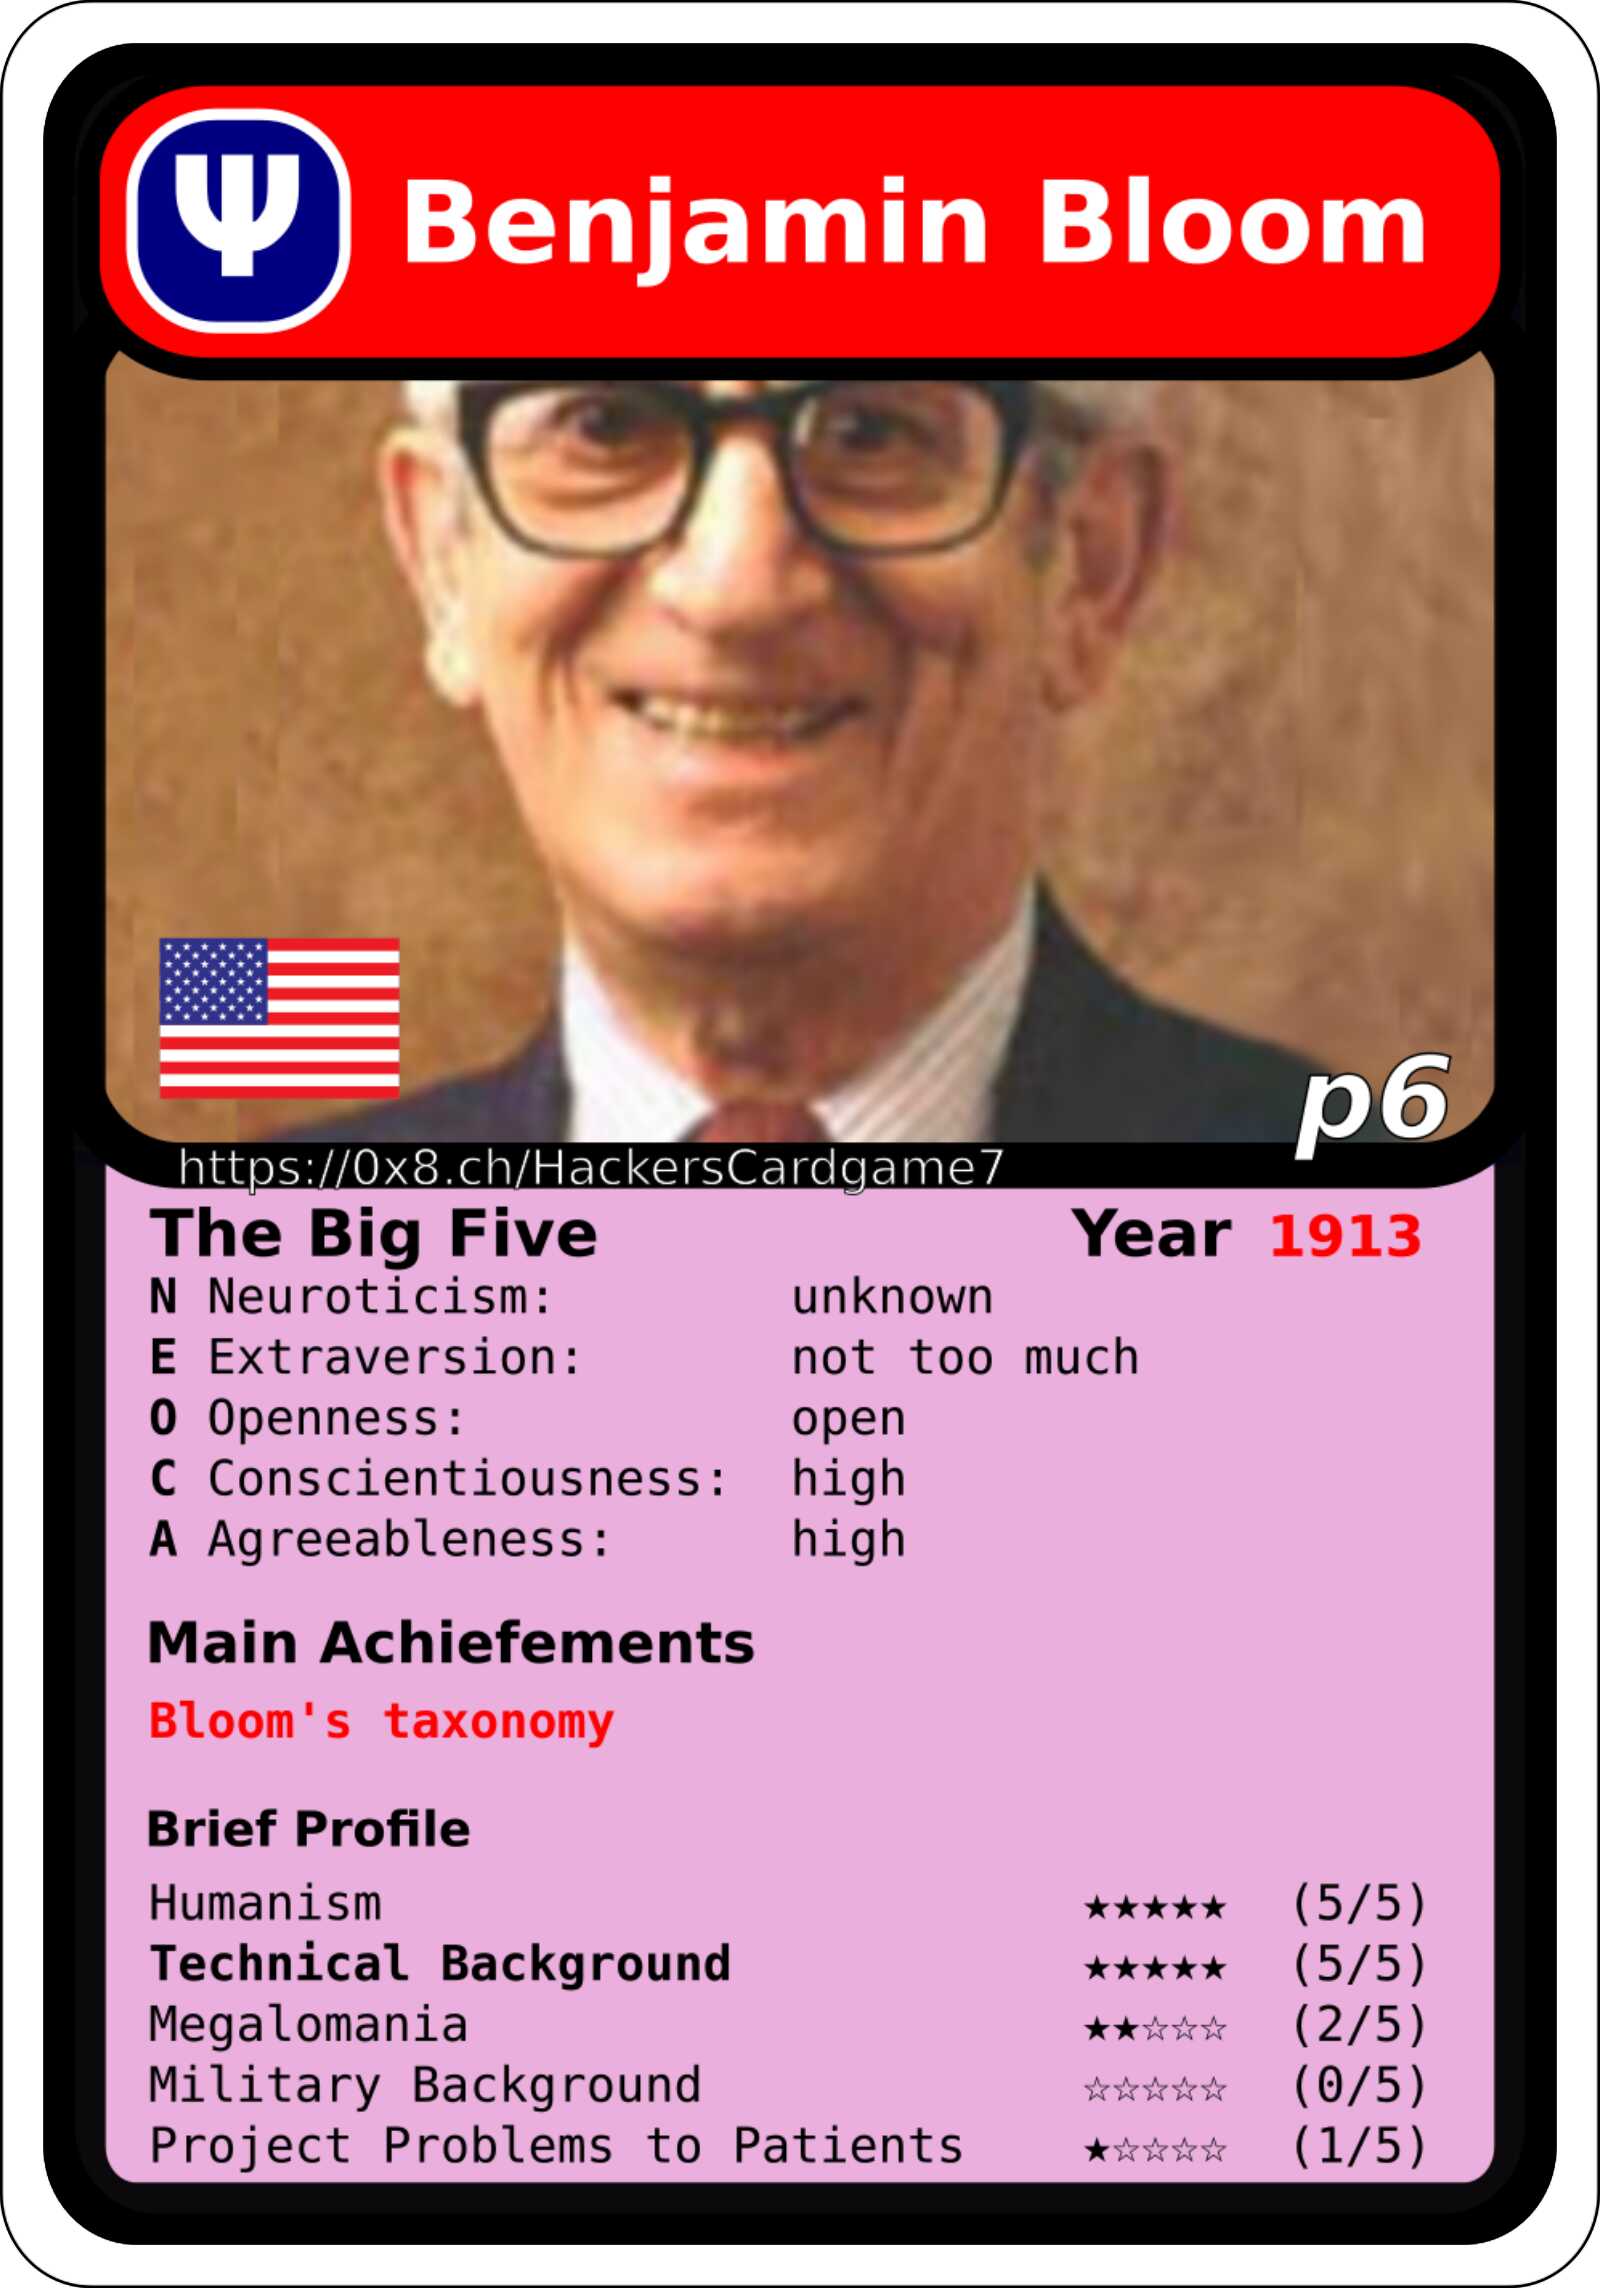 Ψ Benjamin Bloom
p6
https://0x8.ch/HackersCardgame7
The Big Five Year 1913
N Neuroticism: unknown
E Extraversion: not too much
O Openness: open
C Conscientiousness: high
A Agreeableness: high
Main Achiefements
Bloom's taxonomy
Brief Profile
Humanism ★★★★★ (5/5)
Technical Background ★★★★★ (5/5)
Megalomania ★★☆☆☆ (2/5)
Military Background ☆☆☆☆☆ (0/5)
Project Problems to Patients ★☆☆☆☆ (1/5)